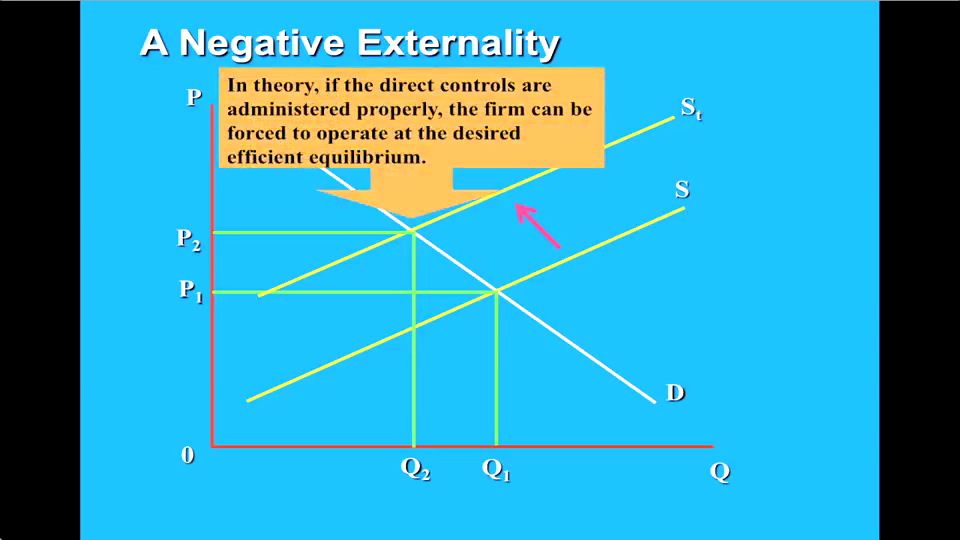 A Negative Externality
In theory, if the direct controls are
administered properly, the firm can be
forced to operate at the desired
efficient equilibrium.
P
St
S
P2
P1
D
0
Q2
Q1
Q